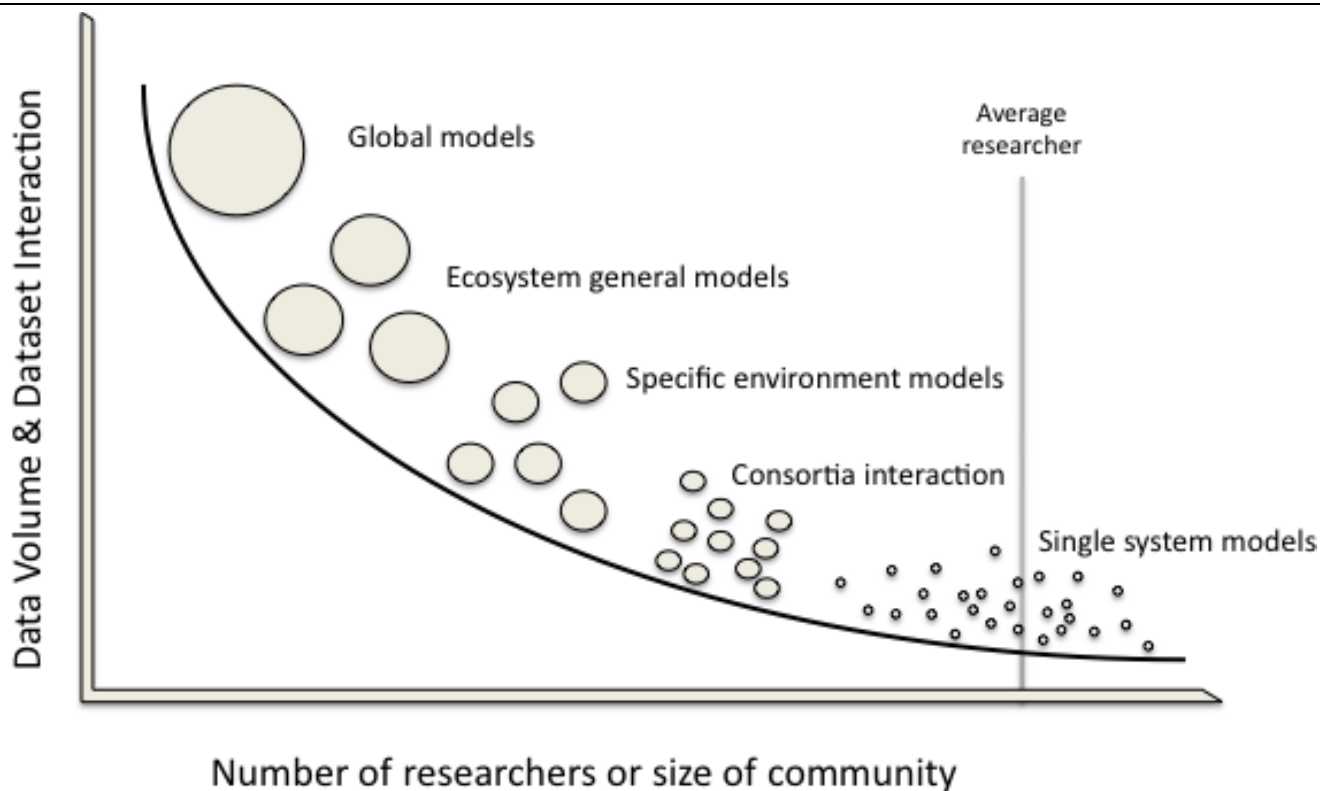 Data Volume & Dataset Interaction
Global models
Average
researcher
Ecosystem general models
Specific environment models
Consortia interaction
Single system models
Number of researchers or size of community